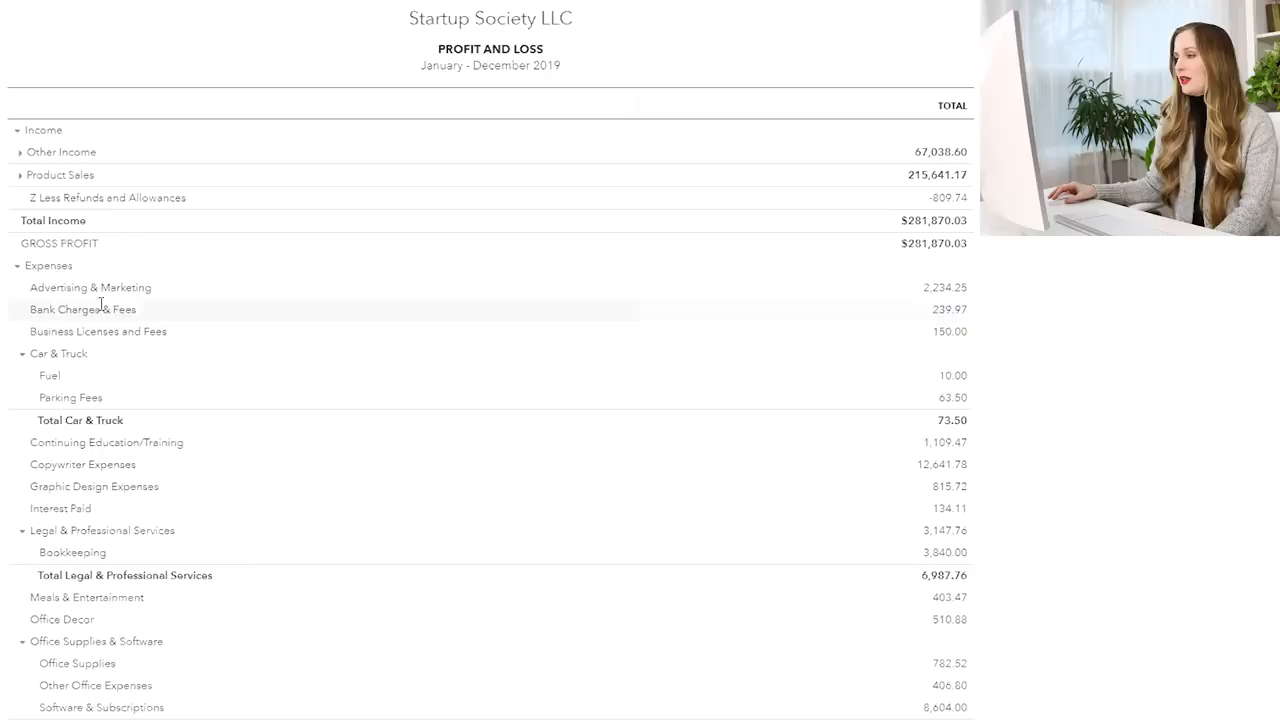 Startup Society LLC
PROFIT AND LOSS
January - December 2019
TOTAL
Income
Other Income 67,038.60
Product Sales 215,641.17
Z Less Refunds and Allowances -809.74
Total Income $281,870.03
GROSS PROFIT $281,870.03
Expenses
Advertising & Marketing 2,234.25
Bank Charges & Fees 239.97
Business Licenses and Fees 150.00
Car & Truck
Fuel 10.00
Parking Fees 63.50
Total Car & Truck 73.50
Continuing Education/Training 1,109.47
Copywriter Expenses 12,641.78
Graphic Design Expenses 815.72
Interest Paid 134.11
Legal & Professional Services 3,147.76
Bookkeeping 3,840.00
Total Legal & Professional Services 6,987.76
Meals & Entertainment 403.47
Office Decor 510.88
Office Supplies & Software
Office Supplies 782.52
Other Office Expenses 406.80
Software & Subscriptions 8,604.00